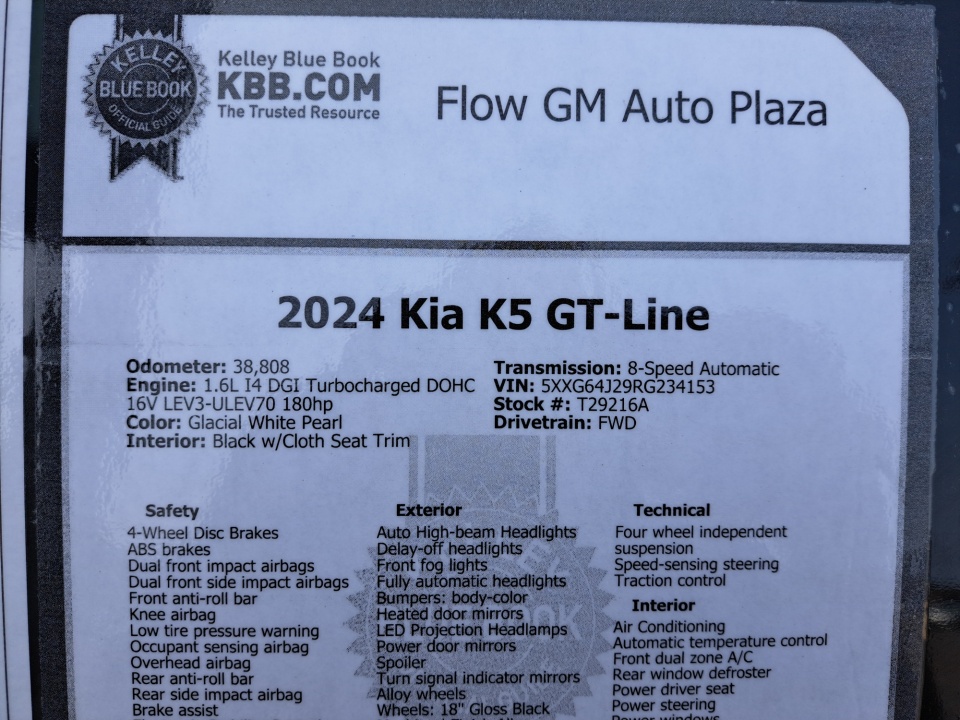 KELLEY
BLUE BOOK
OFFICIAL GUIDE
Kelley Blue Book
KBB.COM
The Trusted Resource
Flow GM Auto Plaza
2024 Kia K5 GT-Line
Odometer: 38,808
Engine: 1.6L I4 DGI Turbocharged DOHC
16V LEV3-ULEV70 180hp
Color: Glacial White Pearl
Interior: Black w/Cloth Seat Trim
Transmission: 8-Speed Automatic
VIN: 5XXG64J29RG234153
Stock #: T29216A
Drivetrain: FWD
Safety
4-Wheel Disc Brakes
ABS brakes
Dual front impact airbags
Dual front side impact airbags
Front anti-roll bar
Knee airbag
Low tire pressure warning
Occupant sensing airbag
Overhead airbag
Rear anti-roll bar
Rear side impact airbag
Brake assist
Exterior
Auto High-beam Headlights
Delay-off headlights
Front fog lights
Fully automatic headlights
Bumpers: body-color
Heated door mirrors
LED Projection Headlamps
Power door mirrors
Spoiler
Turn signal indicator mirrors
Alloy wheels
Wheels: 18" Gloss Black
Technical
Four wheel independent
suspension
Speed-sensing steering
Traction control
Interior
Air Conditioning
Automatic temperature control
Front dual zone A/C
Rear window defroster
Power driver seat
Power steering
Power windows